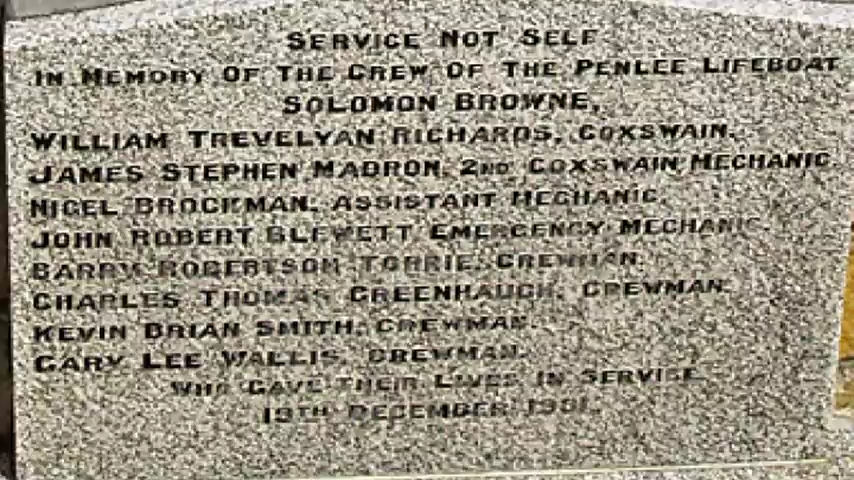 SERVICE NOT SELF
IN MEMORY OF THE CREW OF THE PENLEE LIFEBOAT
SOLOMON BROWNE,
WILLIAM TREVELYAN RICHARDS, COXSWAIN.
JAMES STEPHEN MADRON, 2ND COXSWAIN/MECHANIC.
NIGEL BROCKMAN, ASSISTANT MECHANIC.
JOHN ROBERT BLEWETT EMERGENCY MECHANIC.
BARRY ROBERTSON TORRIE, CREWMAN.
CHARLES THOMAS GREENHAUGH, CREWMAN.
KEVIN BRIAN SMITH, CREWMAN.
GARY LEE WALLIS, CREWMAN.
WHO GAVE THEIR LIVES IN SERVICE
19TH DECEMBER 1981.